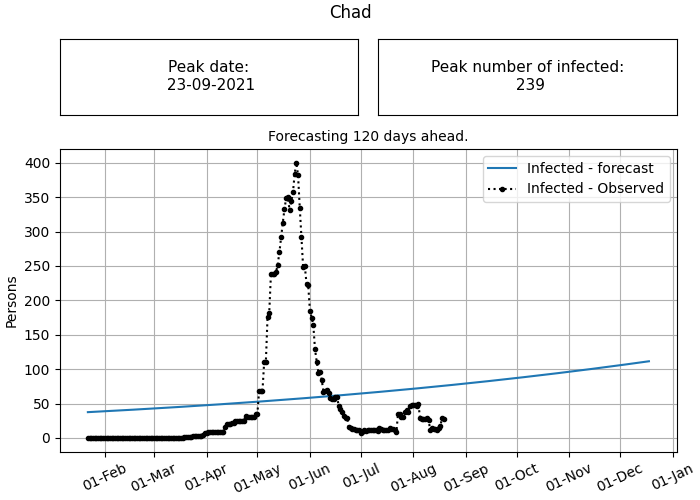 Chad
Peak date:
23-09-2021
Peak number of infected:
239
Forecasting 120 days ahead.
Infected - forecast
Infected - Observed
Persons
400
350
300
250
200
150
100
50
0
01-Feb 01-Mar 01-Apr 01-May 01-Jun 01-Jul 01-Aug 01-Sep 01-Oct 01-Nov 01-Dec 01-Jan